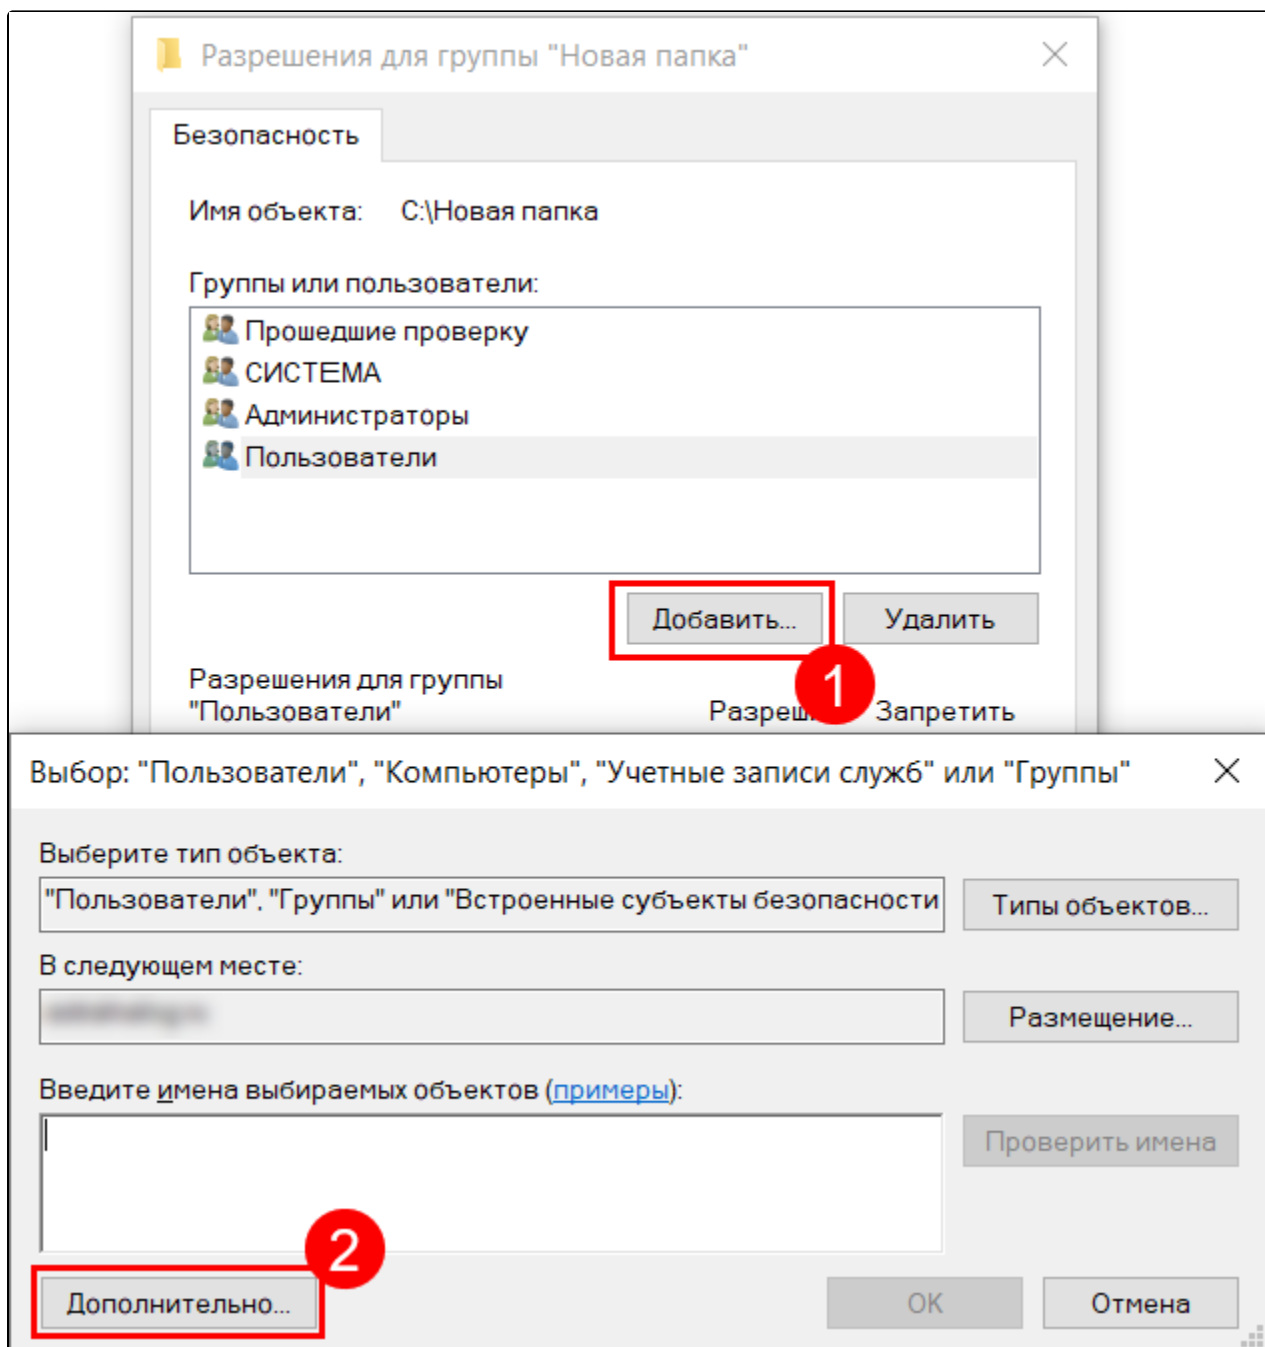 Разрешения для группы "Новая папка"
Безопасность
Имя объекта: C:\Новая папка
Группы или пользователи:
Прошедшие проверку
СИСТЕМА
Администраторы
Пользователи
Добавить... Удалить
1
Разрешения для группы
"Пользователи" Запретить
Выбор: "Пользователи", "Компьютеры", "Учетные записи служб" или "Группы"
Выберите тип объекта:
"Пользователи", "Группы" или "Встроенные субъекты безопасности Типы объектов...
В следующем месте:
Размещение...
Введите имена выбираемых объектов (примеры):
Проверить имена
2
Дополнительно... ОК Отмена